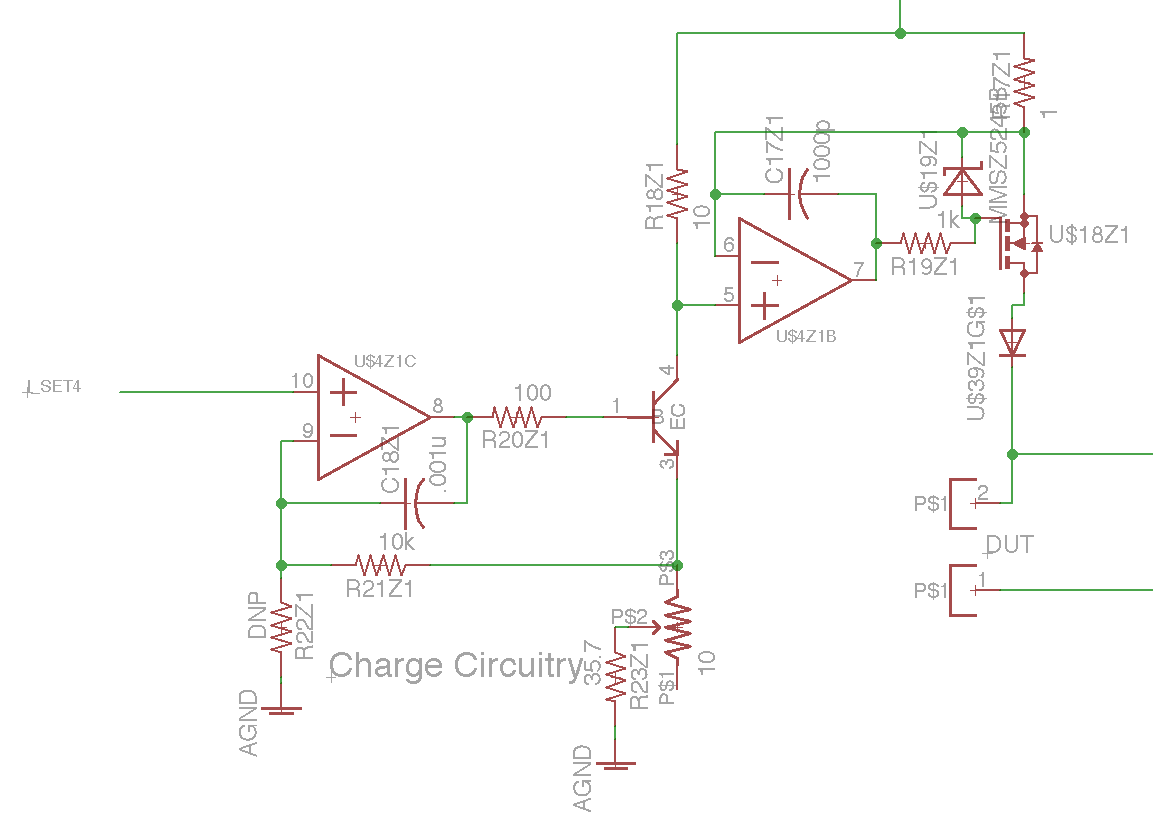 R17Z1
1
MMSZ5245B
U$19Z1
C17Z1
1000p
R18Z1
10
1k
R19Z1
U$18Z1
6
5
7
U$4Z1B
U$39Z1G$1
I_SET4
10
9
8
U$4Z1C
C18Z1
.001u
100
R20Z1
1
4
B
EC
3
10k
R21Z1
DNP
R22Z1
AGND
Charge Circuitry
P$3
P$2
P$1
10
35.7
R23Z1
AGND
P$1
2
DUT
P$1
1